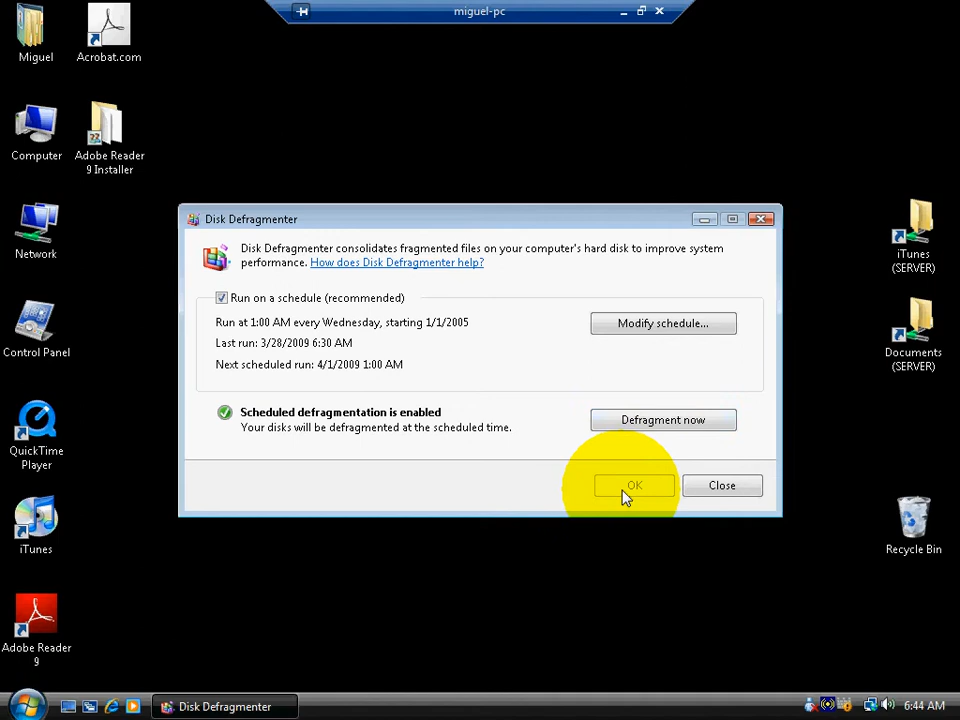 miguel-pc
Miguel
Acrobat.com
Computer
Adobe Reader
9 Installer
Network
Control Panel
QuickTime
Player
iTunes
Adobe Reader
9
Disk Defragmenter
Disk Defragmenter consolidates fragmented files on your computer's hard disk to improve system
performance. How does Disk Defragmenter help?
Run on a schedule (recommended)
Run at 1:00 AM every Wednesday, starting 1/1/2005
Modify schedule...
Last run: 3/28/2009 6:30 AM
Next scheduled run: 4/1/2009 1:00 AM
Scheduled defragmentation is enabled
Your disks will be defragmented at the scheduled time.
Defragment now
OK
Close
iTunes
(SERVER)
Documents
(SERVER)
Recycle Bin
Disk Defragmenter
6:44 AM